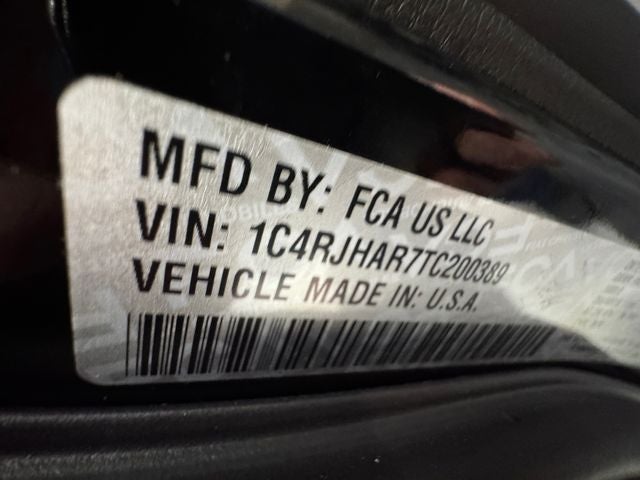 MFD BY: FCA US LLC
VIN: 1C4RJHAR7TC200389
VEHICLE MADE IN: U.S.A.